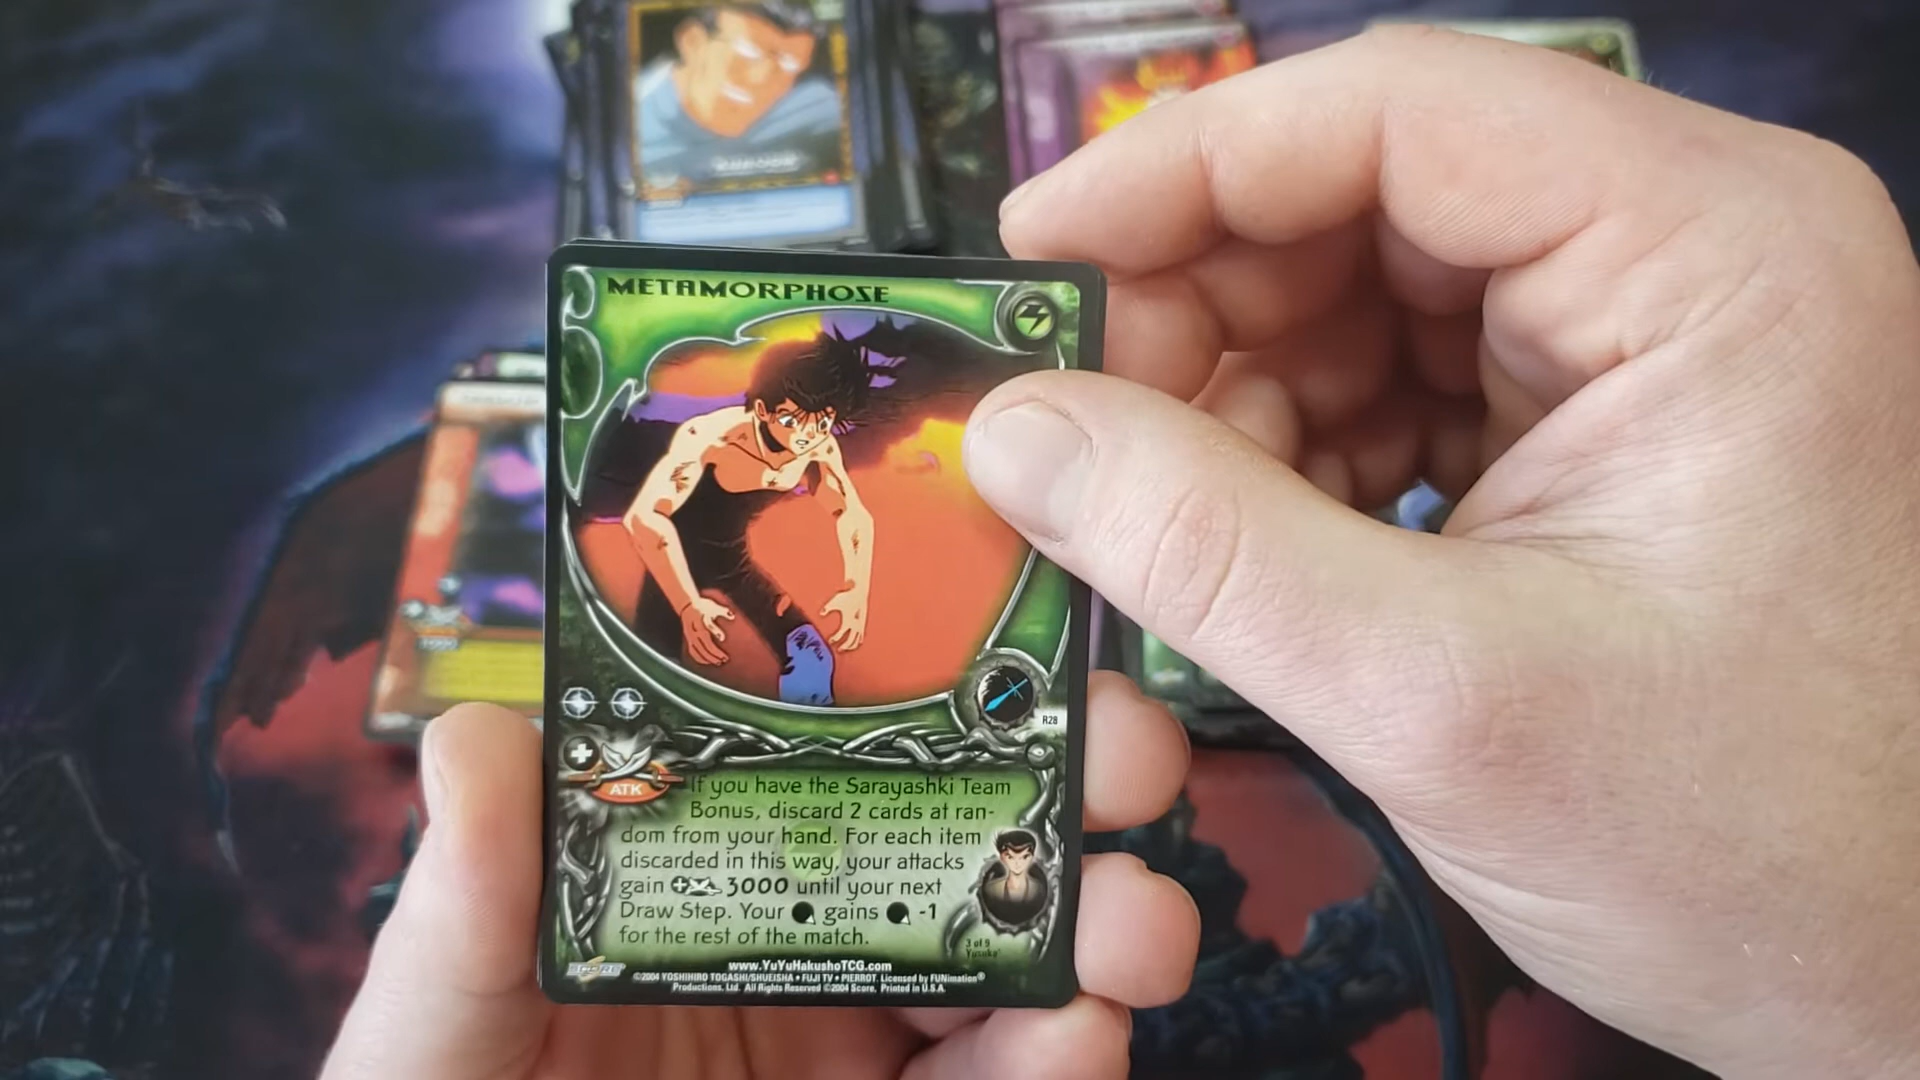 METAMORPHOSE
R28
ATK
If you have the Sarayashki Team
Bonus, discard 2 cards at ran-
dom from your hand. For each item
discarded in this way, your attacks
gain 3000 until your next
Draw Step. Your gains -1
for the rest of the match.
3 of 9
Yusuke
SCORE
www.YuYuHakushoTCG.com
©2004 YOSHIHIRO TOGASHI/SHUEISHA • FUJI TV • PIERROT. Licensed by FUNimation®
Productions, Ltd. All Rights Reserved ©2004 Score. Printed in U.S.A.